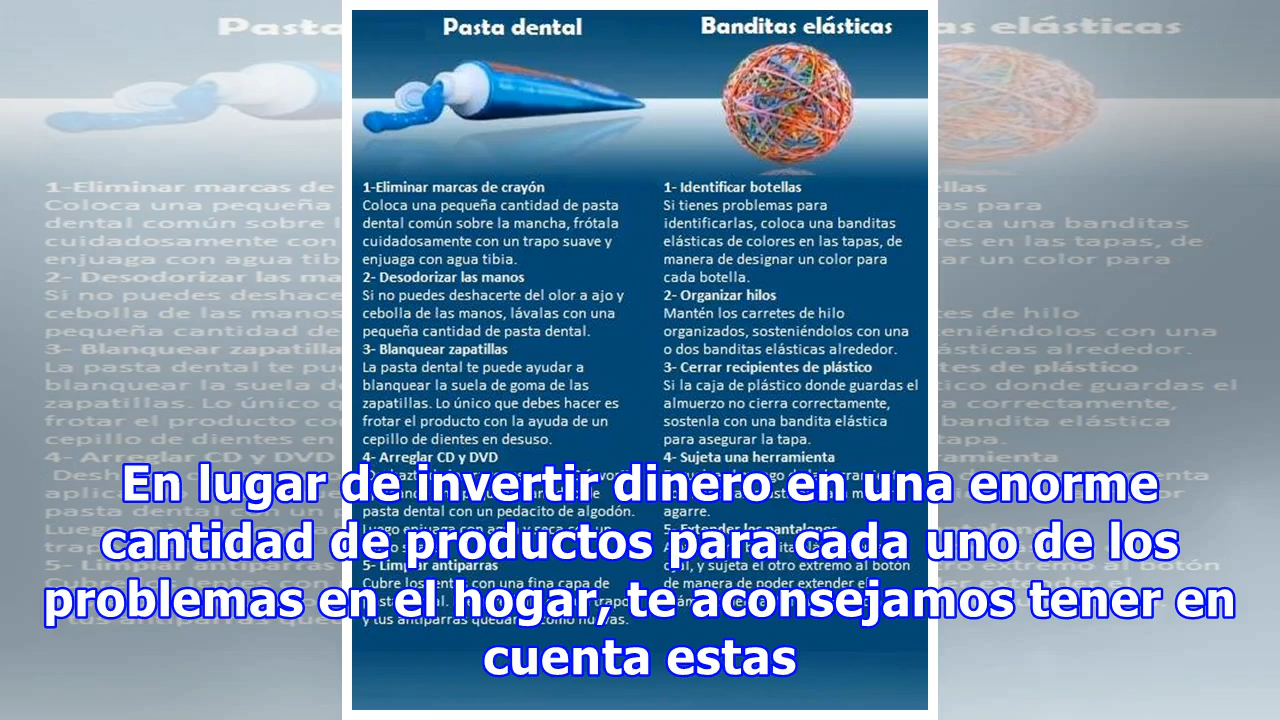 Pasta dental
1-Eliminar marcas de crayón
Coloca una pequeña cantidad de pasta
dental común sobre la mancha, frótala
cuidadosamente con un trapo suave y
enjuaga con agua tibia.
2- Desodorizar las manos
Si no puedes deshacerte del olor a ajo y
cebolla de las manos, lávalas con una
pequeña cantidad de pasta dental.
3- Blanquear zapatillas
La pasta dental te puede ayudar a
blanquear la suela de goma de las
zapatillas. Lo único que debes hacer es
frotar el producto con la ayuda de un
cepillo de dientes en desuso.
4- Arreglar CD y DVD
pasta dental con un pedacito de algodón.
Luego enjuaga con agua y seca con un
5- Limpiar antiparras
Cubre los lentes con una fina capa de
y tus antiparras quedarán como nuevas.
Banditas elásticas
1- Identificar botellas
Si tienes problemas para
identificarlas, coloca una banditas
elásticas de colores en las tapas, de
manera de designar un color para
cada botella.
2- Organizar hilos
Mantén los carretes de hilo
organizados, sosteniéndolos con una
o dos banditas elásticas alrededor.
3- Cerrar recipientes de plástico
Si la caja de plástico donde guardas el
almuerzo no cierra correctamente,
sostenla con una bandita elástica
para asegurar la tapa.
4- Sujeta una herramienta
agarre.
5- Extender los pantalones
y sujeta el otro extremo al botón
de manera de poder extender el
En lugar de invertir dinero en una enorme
cantidad de productos para cada uno de los
problemas en el hogar, te aconsejamos tener en
cuenta estas